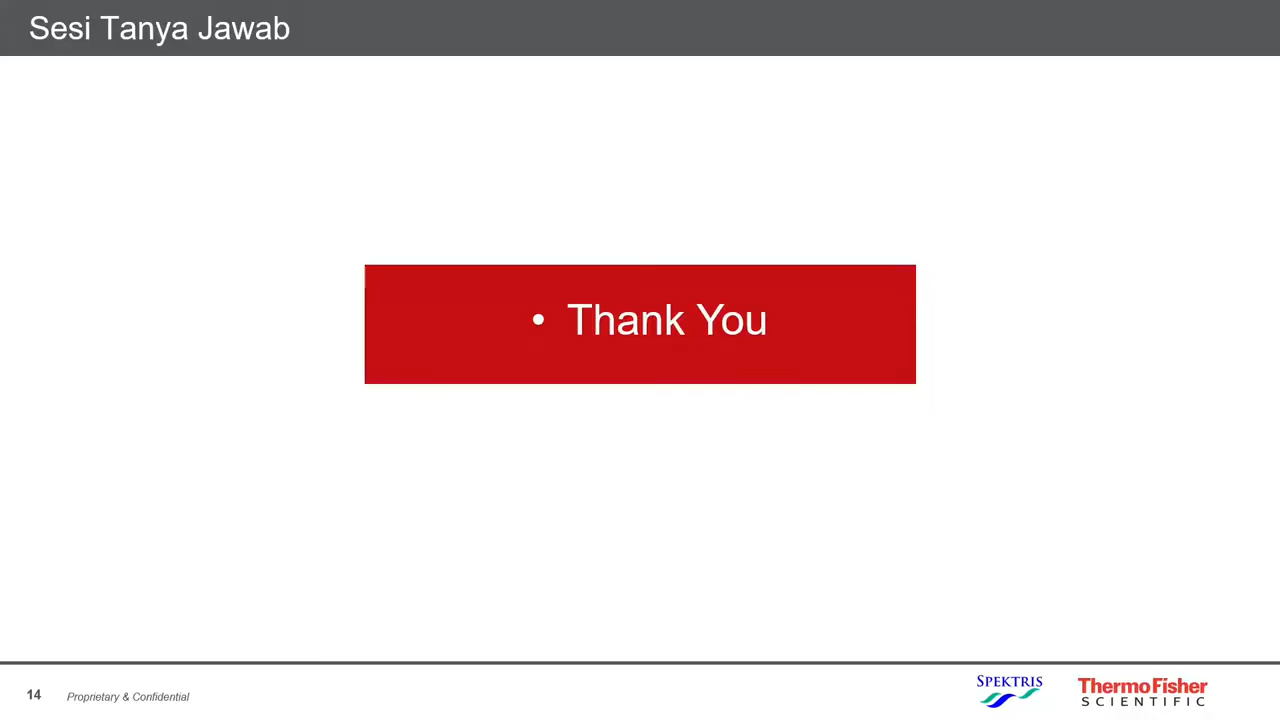 Sesi Tanya Jawab
• Thank You
14 Proprietary & Confidential
SPEKTRIS
ThermoFisher
SCIENTIFIC